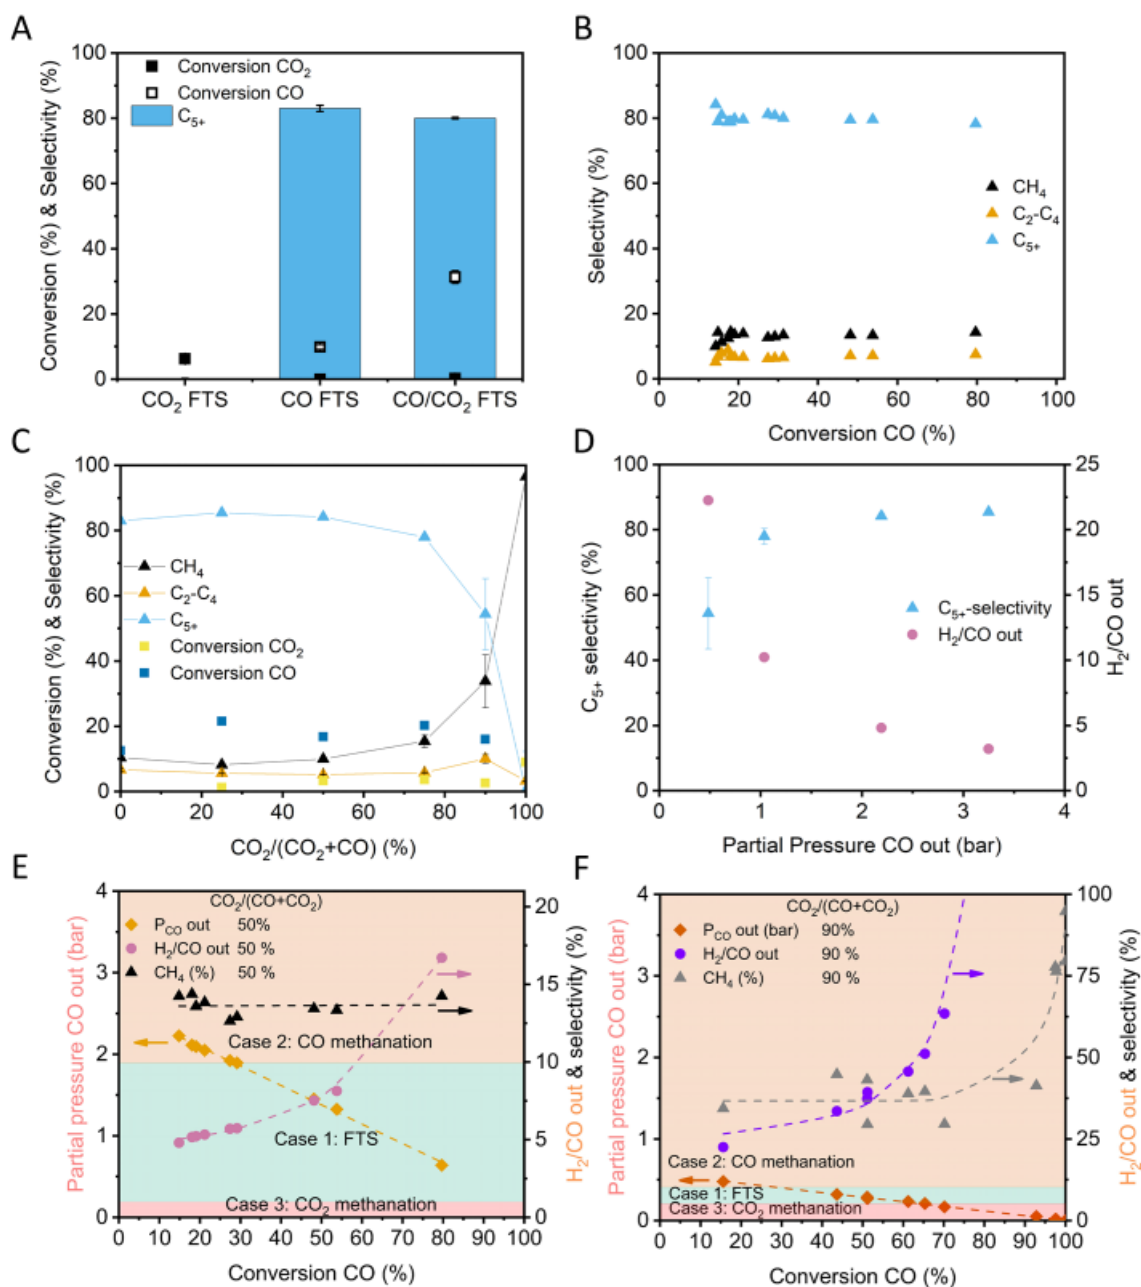 A
Conversion (%) & Selectivity (%)
100
80
60
40
20
0
Conversion CO₂
Conversion CO
C₅₊
CO₂ FTS
CO FTS
CO/CO₂ FTS
B
Selectivity (%)
100
80
60
40
20
0
CH₄
C₂-C₄
C₅₊
0 20 40 60 80 100
Conversion CO (%)
C
Conversion (%) & Selectivity (%)
100
80
60
40
20
0
CH₄
C₂-C₄
C₅₊
Conversion CO₂
Conversion CO
0 20 40 60 80 100
CO₂/(CO₂+CO) (%)
D
C₅₊ selectivity (%)
100
80
60
40
20
0
C₅₊-selectivity
H₂/CO out
25
20
15
10
5
0
H₂/CO out
0 1 2 3 4
Partial Pressure CO out (bar)
E
Partial pressure CO out (bar)
4
3
2
1
0
CO₂/(CO+CO₂)
P_CO out 50%
H₂/CO out 50 %
CH₄ (%) 50 %
Case 2: CO methanation
Case 1: FTS
Case 3: CO₂ methanation
20
15
10
5
0
H₂/CO out & selectivity (%)
0 10 20 30 40 50 60 70 80 90 100
Conversion CO (%)
F
Partial pressure CO out (bar)
4
3
2
1
0
CO₂/(CO+CO₂)
P_CO out (bar) 90%
H₂/CO out 90 %
CH₄ (%) 90 %
Case 2: CO methanation
Case 1: FTS
Case 3: CO₂ methanation
100
75
50
25
0
H₂/CO out & selectivity (%)
0 10 20 30 40 50 60 70 80 90 100
Conversion CO (%)